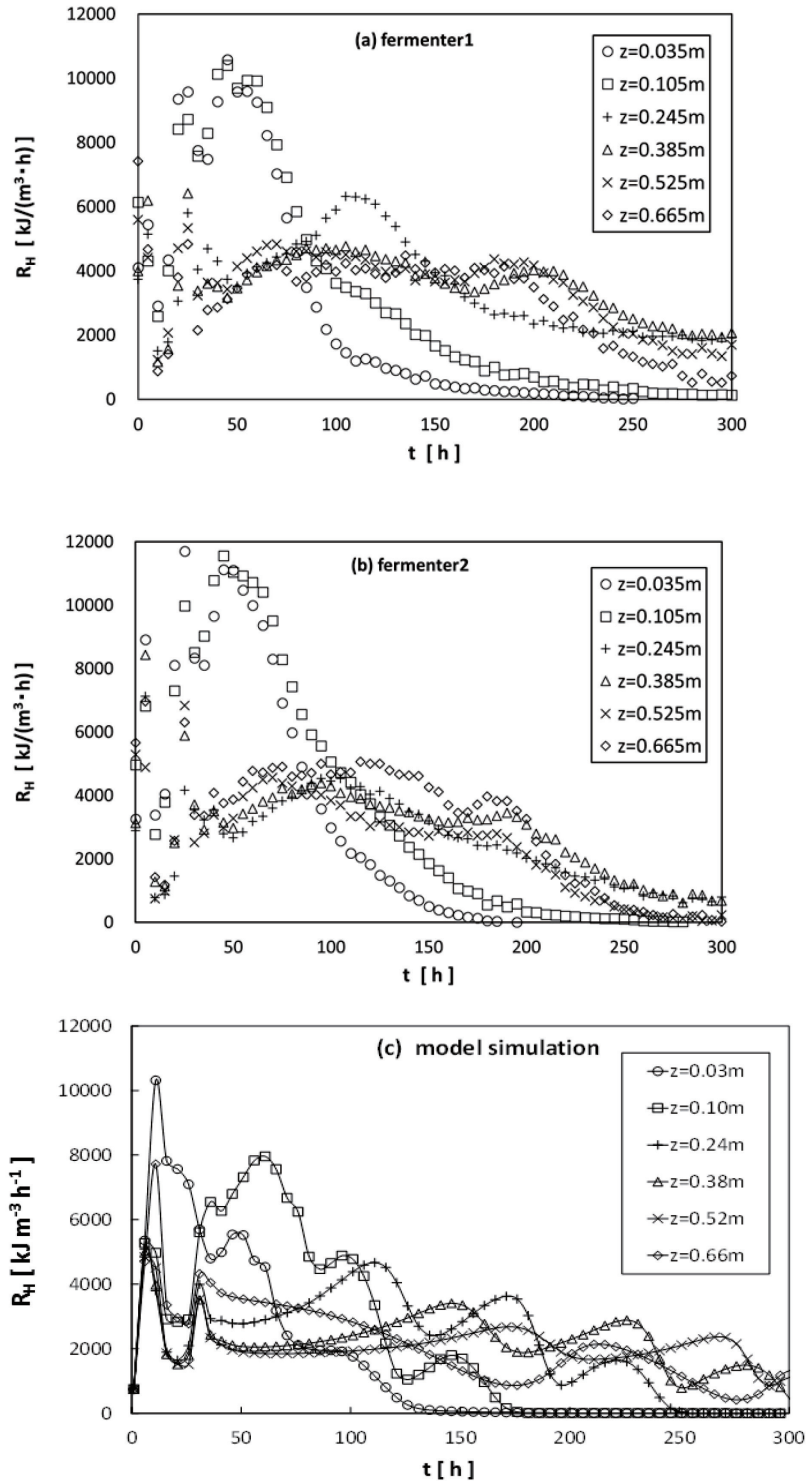 (a) fermenter1
12000
10000
8000
6000
4000
2000
0
R_H [ kJ/(m³·h) ]
z=0.035m
z=0.105m
z=0.245m
z=0.385m
z=0.525m
z=0.665m
0 50 100 150 200 250 300
t [ h ]
(b) fermenter2
12000
10000
8000
6000
4000
2000
0
R_H [ kJ/(m³·h) ]
z=0.035m
z=0.105m
z=0.245m
z=0.385m
z=0.525m
z=0.665m
0 50 100 150 200 250 300
t [ h ]
(c) model simulation
12000
10000
8000
6000
4000
2000
0
R_H [ kJ m⁻³ h⁻¹ ]
z=0.03m
z=0.10m
z=0.24m
z=0.38m
z=0.52m
z=0.66m
0 50 100 150 200 250 300
t [ h ]